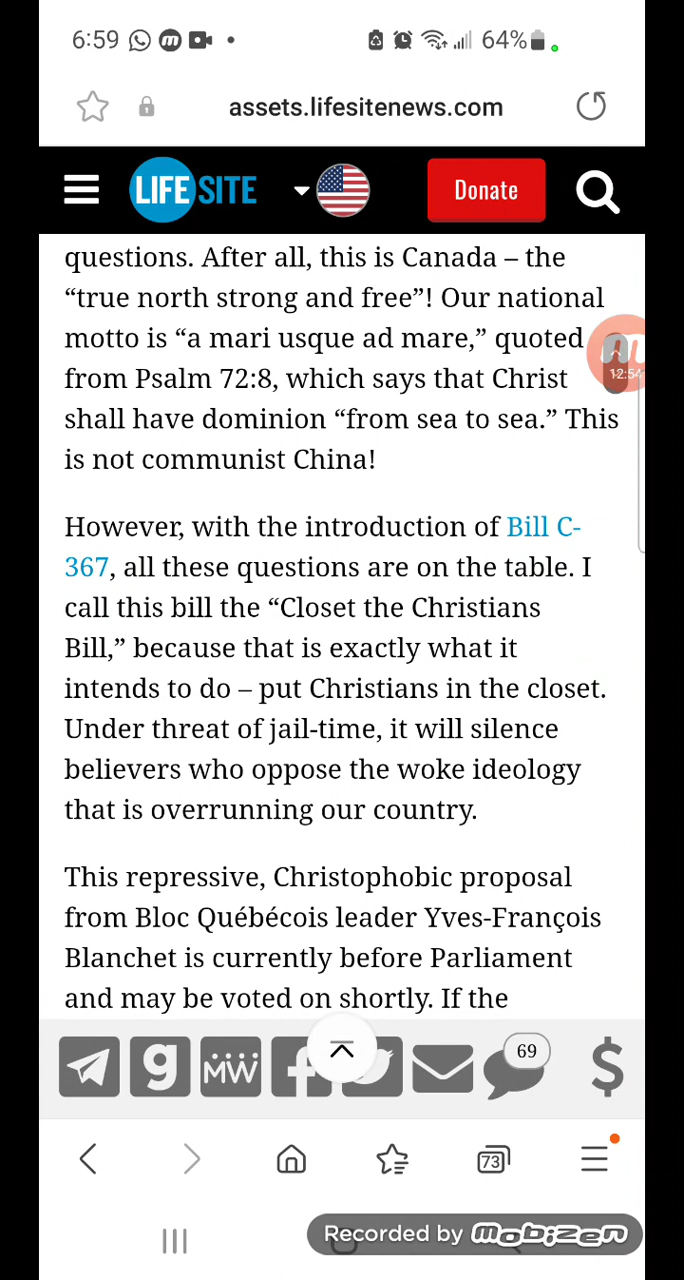 6:59
64%
assets.lifesitenews.com
LIFE SITE
Donate
questions. After all, this is Canada – the
“true north strong and free”! Our national
motto is “a mari usque ad mare,” quoted
from Psalm 72:8, which says that Christ
shall have dominion “from sea to sea.” This
is not communist China!
12:54
However, with the introduction of Bill C-
367, all these questions are on the table. I
call this bill the “Closet the Christians
Bill,” because that is exactly what it
intends to do – put Christians in the closet.
Under threat of jail-time, it will silence
believers who oppose the woke ideology
that is overrunning our country.
This repressive, Christophobic proposal
from Bloc Québécois leader Yves-François
Blanchet is currently before Parliament
and may be voted on shortly. If the
g
MW
f
69
$
73
Recorded by mobizen